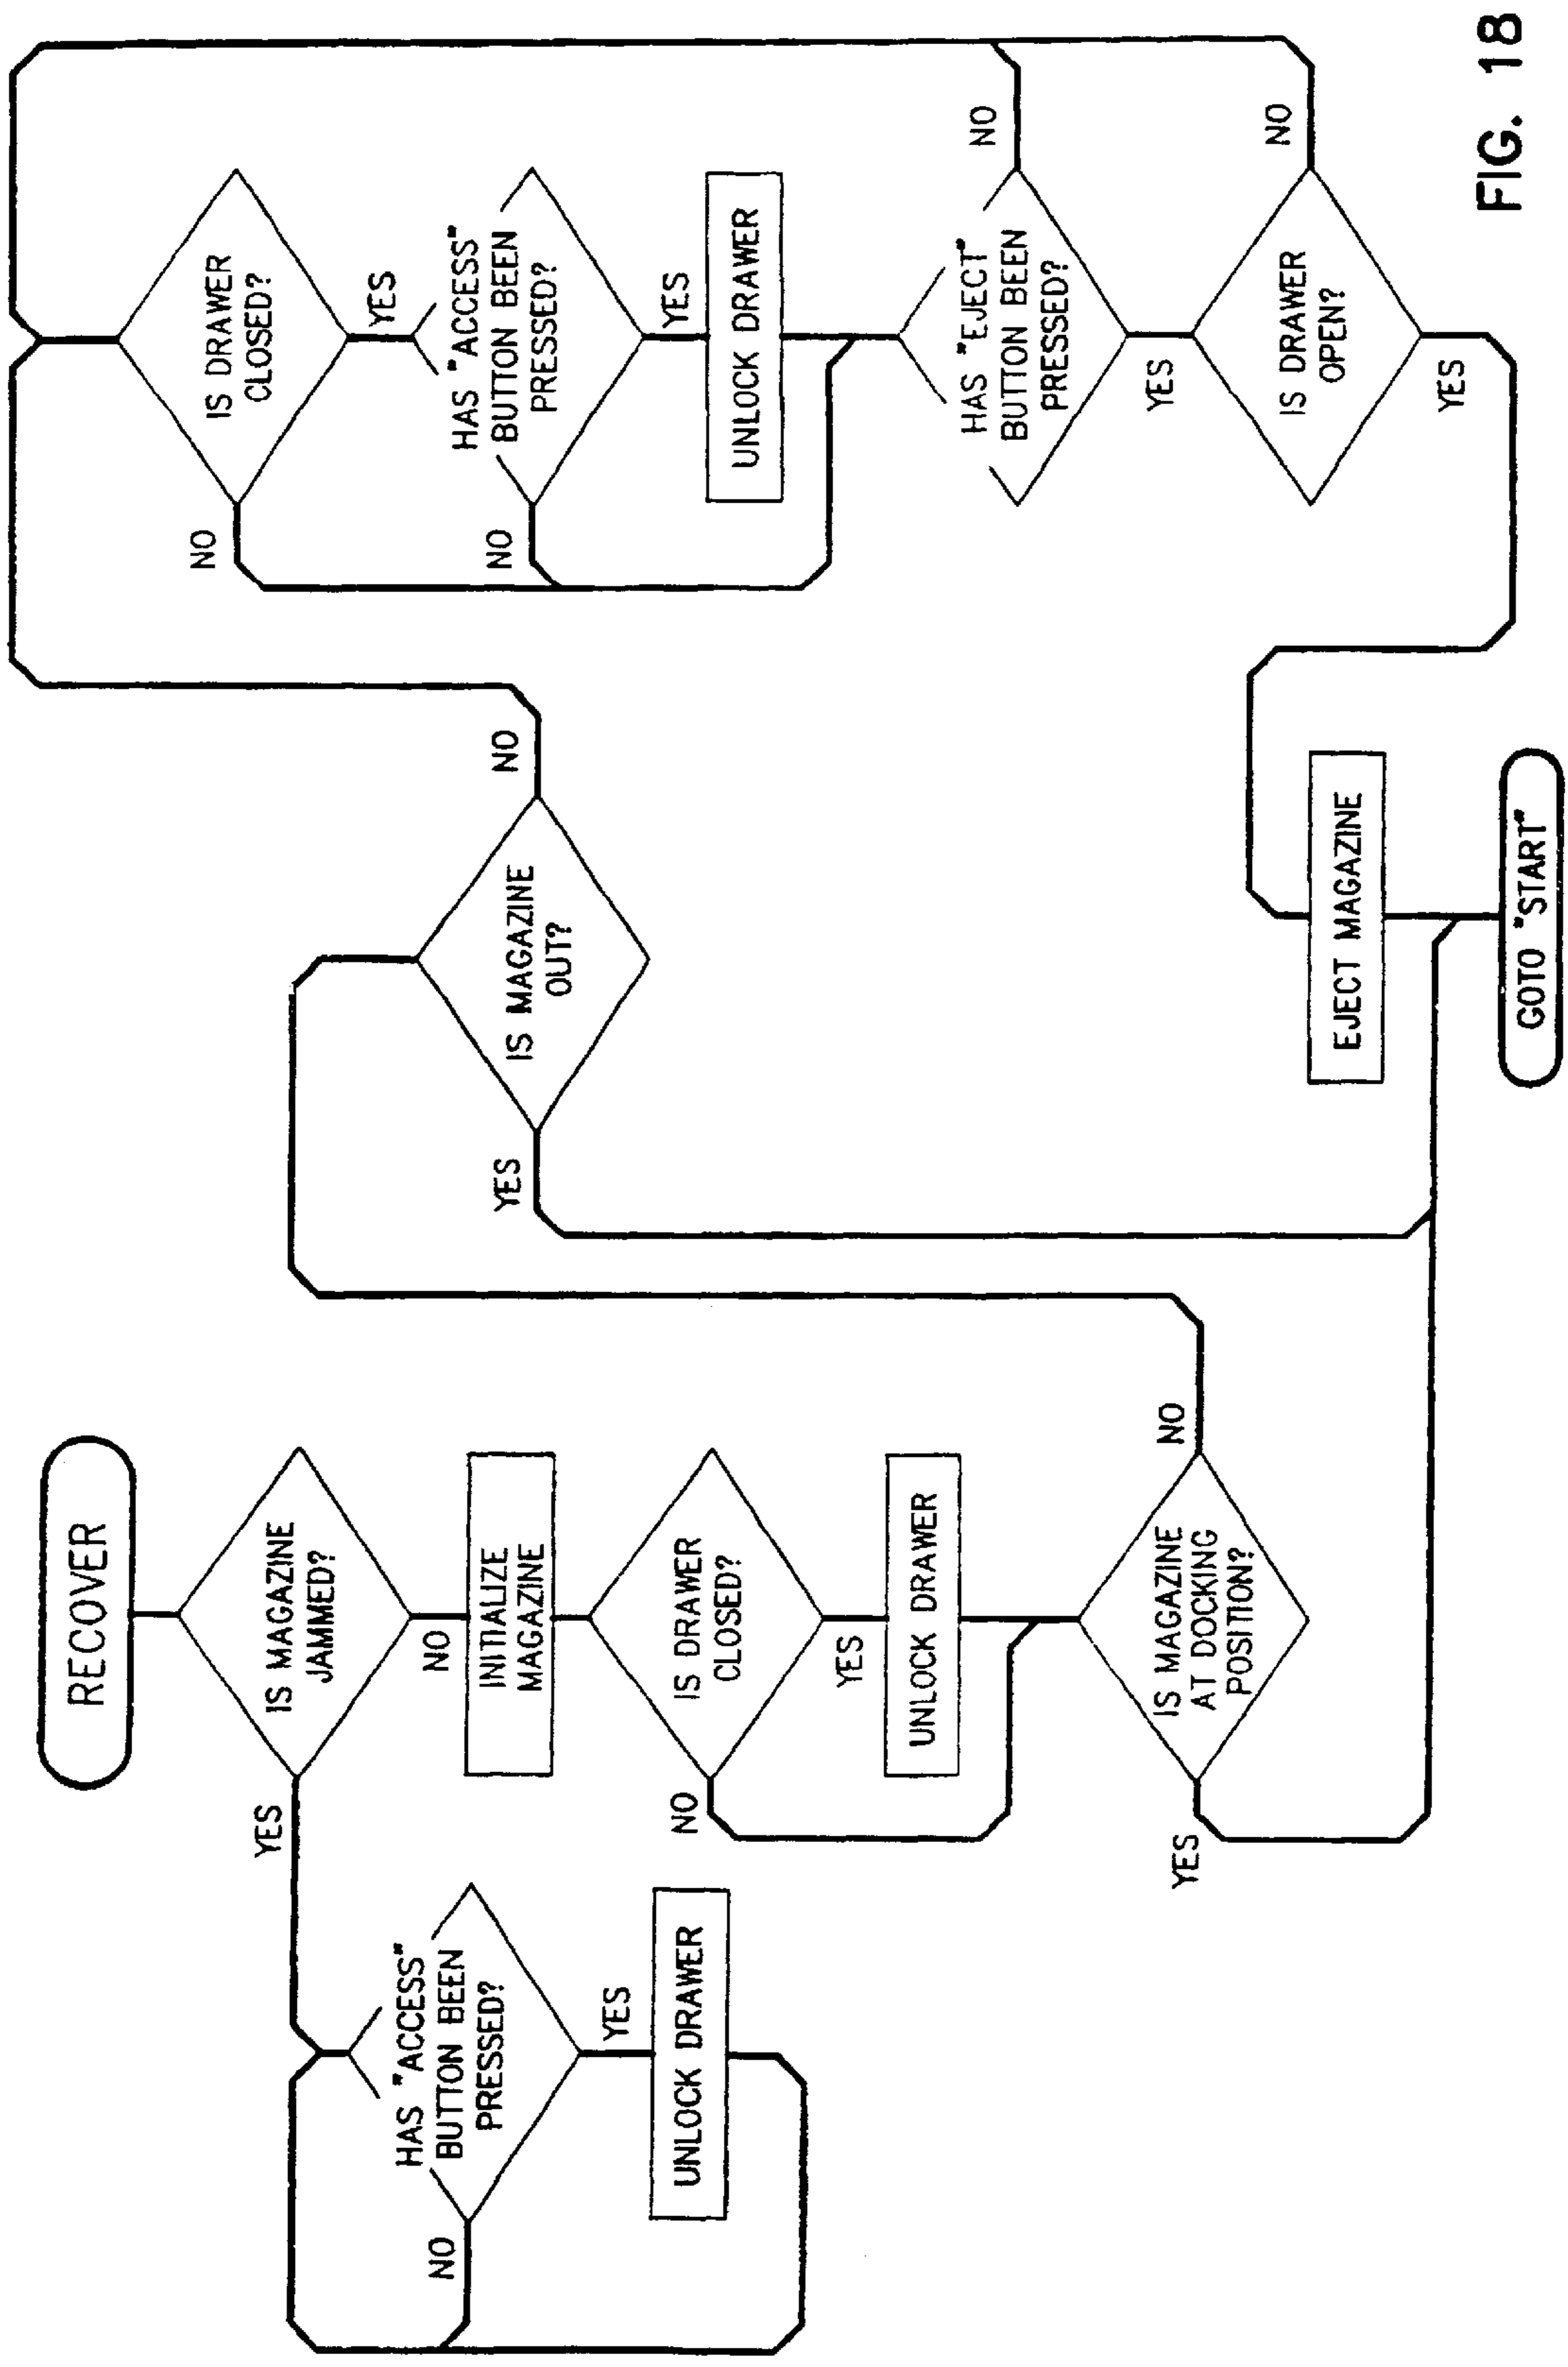 RECOVER
IS MAGAZINE
JAMMED?
YES
NO
HAS "ACCESS"
BUTTON BEEN
PRESSED?
NO
YES
UNLOCK DRAWER
INITIALIZE
MAGAZINE
IS DRAWER
CLOSED?
NO
YES
UNLOCK DRAWER
IS MAGAZINE
AT DOCKING
POSITION?
YES
NO
IS MAGAZINE
OUT?
YES
NO
IS DRAWER
CLOSED?
NO
YES
HAS "ACCESS"
BUTTON BEEN
PRESSED?
NO
YES
UNLOCK DRAWER
HAS "EJECT"
BUTTON BEEN
PRESSED?
NO
YES
IS DRAWER
OPEN?
NO
YES
EJECT MAGAZINE
GOTO "START"
FIG. 18